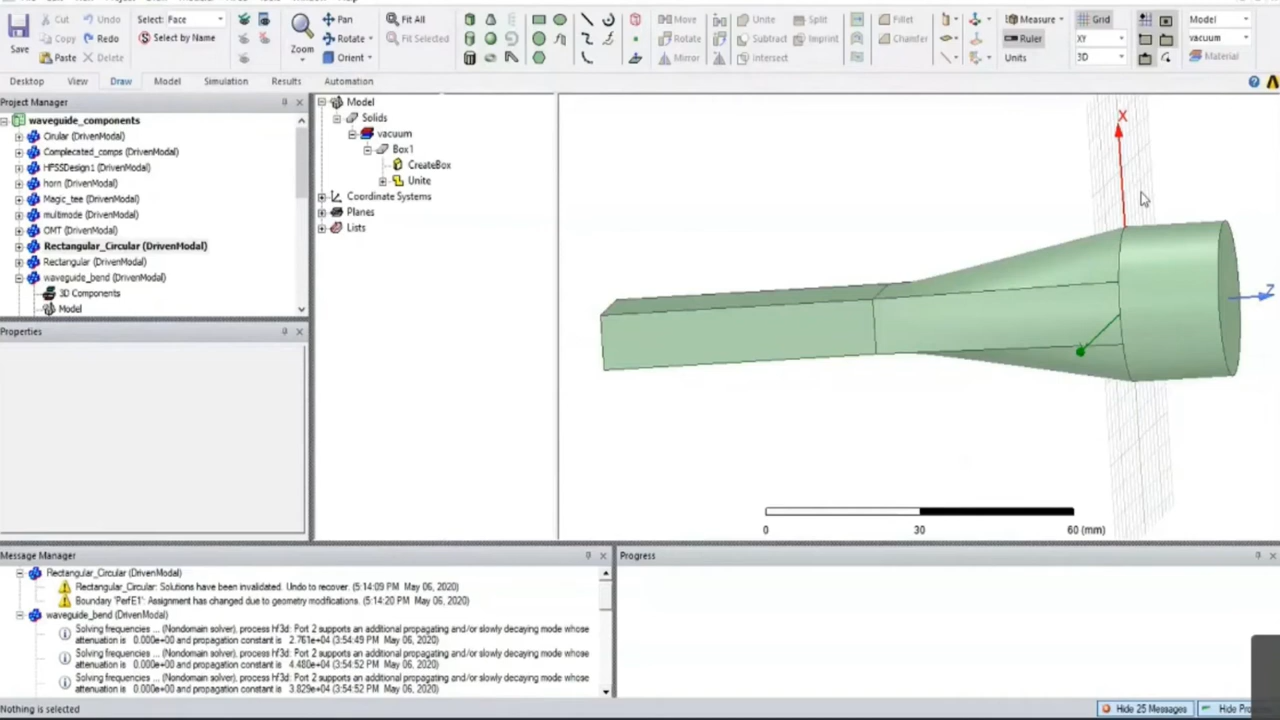 Save
Cut
Copy
Paste
Undo
Redo
Delete
Select: Face
Select by Name
Zoom
Pan
Rotate
Orient
Fit All
Fit Selected
Move
Rotate
Mirror
Unite
Subtract
Intersect
Split
Imprint
Fillet
Chamfer
Measure
Ruler
Units
Grid
XY
3D
Model
vacuum
Material
Desktop View Draw Model Simulation Results Automation
Project Manager
waveguide_components
Cirular (DrivenModal)
Complecated_comps (DrivenModal)
HFSSDesign1 (DrivenModal)
horn (DrivenModal)
Magic_tee (DrivenModal)
multimode (DrivenModal)
OMT (DrivenModal)
Rectangular_Circular (DrivenModal)
Rectangular (DrivenModal)
waveguide_bend (DrivenModal)
3D Components
Model
Properties
Model
Solids
vacuum
Box1
CreateBox
Unite
Coordinate Systems
Planes
Lists
X
Z
0 30 60 (mm)
Message Manager
Rectangular_Circular (DrivenModal)
Rectangular_Circular: Solutions have been invalidated. Undo to recover. (5:14:09 PM May 06, 2020)
Boundary 'PerfE1': Assignment has changed due to geometry modifications. (5:14:20 PM May 06, 2020)
waveguide_bend (DrivenModal)
Solving frequencies ... (Nondomain solver), process hf3d: Port 2 supports an additional propagating and/or slowly decaying mode whose
attenuation is 0.000e+00 and propagation constant is 2.761e+04 (3:54:49 PM May 06, 2020)
Solving frequencies ... (Nondomain solver), process hf3d: Port 2 supports an additional propagating and/or slowly decaying mode whose
attenuation is 0.000e+00 and propagation constant is 4.480e+04 (3:54:52 PM May 06, 2020)
Solving frequencies ... (Nondomain solver), process hf3d: Port 2 supports an additional propagating and/or slowly decaying mode whose
attenuation is 0.000e+00 and propagation constant is 3.829e+04 (3:54:52 PM May 06, 2020)
Progress
Nothing is selected
Hide 25 Messages
Hide